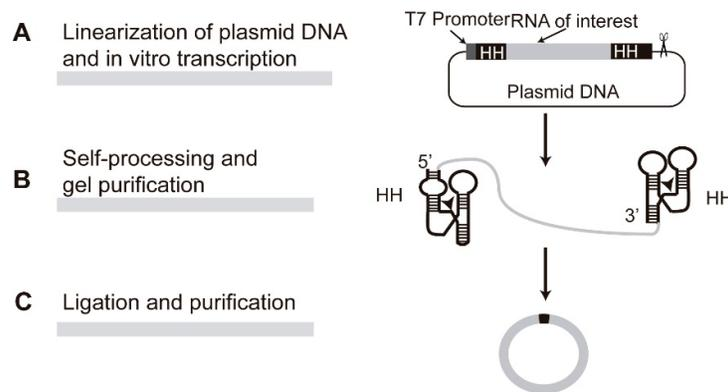 A
Linearization of plasmid DNA
and in vitro transcription
T7 Promoter
RNA of interest
HH
HH
Plasmid DNA
B
Self-processing and
gel purification
5’
HH
3’
HH
C
Ligation and purification